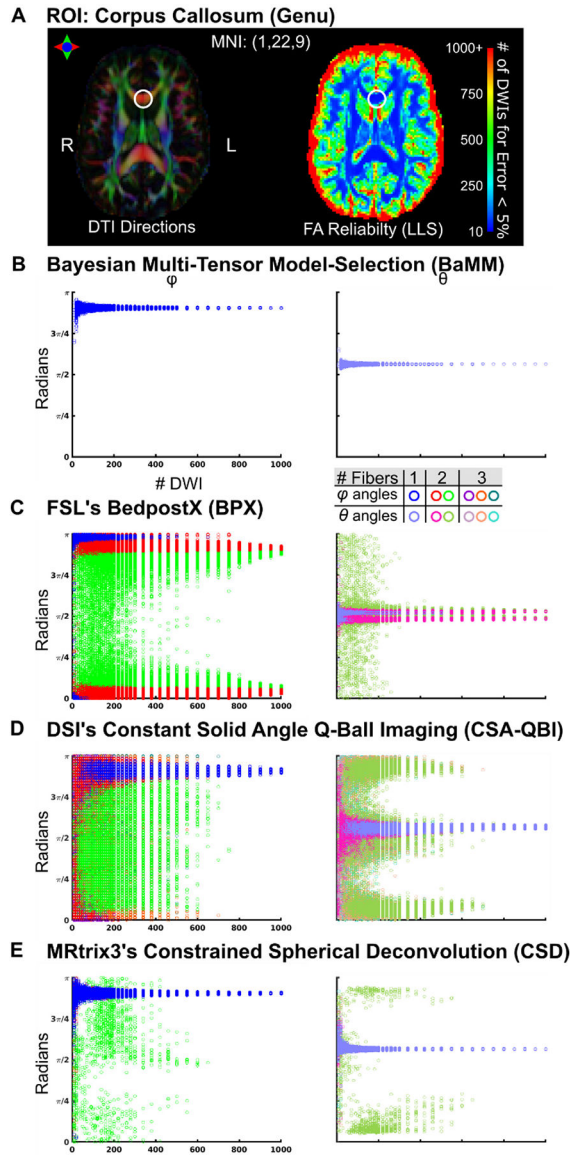 A ROI: Corpus Callosum (Genu)
MNI: (1,22,9)
R
L
DTI Directions
FA Reliabilty (LLS)
1000+
750
500
250
10
# of DWIs for Error < 5%
B Bayesian Multi-Tensor Model-Selection (BaMM)
φ
θ
π
3π/4
π/2
π/4
0
Radians
0 200 400 600 800 1000
# DWI
# Fibers 1 2 3
φ angles
θ angles
C FSL's BedpostX (BPX)
π
3π/4
π/2
π/4
0
Radians
0 200 400 600 800 1000
D DSI's Constant Solid Angle Q-Ball Imaging (CSA-QBI)
π
3π/4
π/2
π/4
0
Radians
0 200 400 600 800 1000
E MRtrix3's Constrained Spherical Deconvolution (CSD)
π
3π/4
π/2
π/4
0
Radians
0 200 400 600 800 1000